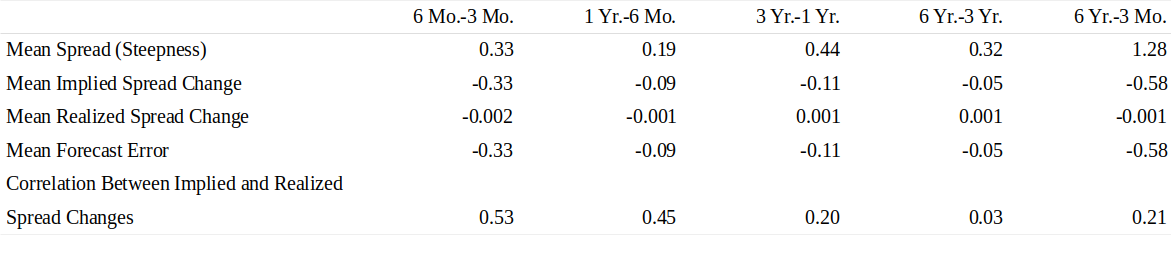 6 Mo.-3 Mo. 1 Yr.-6 Mo. 3 Yr.-1 Yr. 6 Yr.-3 Yr. 6 Yr.-3 Mo.
Mean Spread (Steepness) 0.33 0.19 0.44 0.32 1.28
Mean Implied Spread Change -0.33 -0.09 -0.11 -0.05 -0.58
Mean Realized Spread Change -0.002 -0.001 0.001 0.001 -0.001
Mean Forecast Error -0.33 -0.09 -0.11 -0.05 -0.58
Correlation Between Implied and Realized
Spread Changes 0.53 0.45 0.20 0.03 0.21